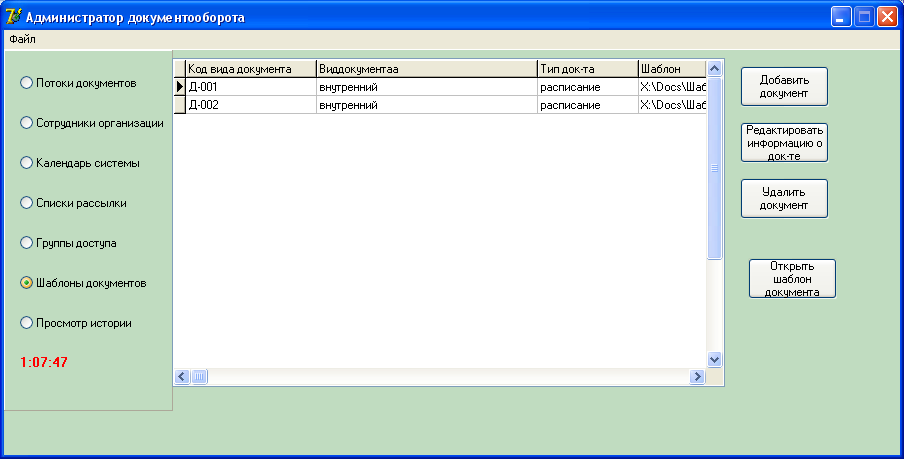 Администратор документооборота
Файл
Потоки документов
Сотрудники организации
Календарь системы
Списки рассылки
Группы доступа
Шаблоны документов
Просмотр истории
1:07:47
Код вида документа Виддокументаа Тип док-та Шаблон
Д-001 внутренний расписание X:\Docs\Шаб
Д-002 внутренний расписание X:\Docs\Шаб
Добавить
документ
Редактировать
информацию о
док-те
Удалить
документ
Открыть
шаблон
документа